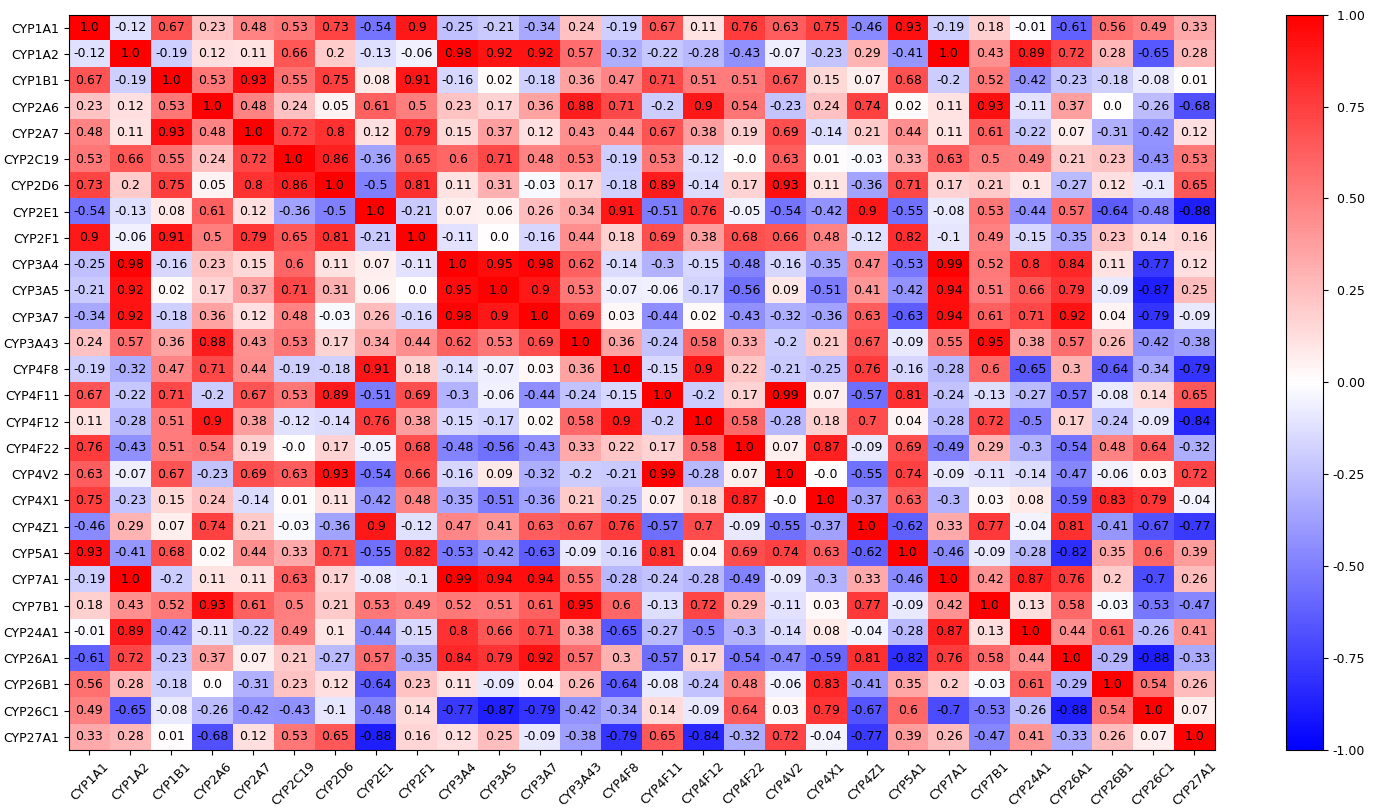 CYP1A1 1.0 -0.12 0.67 0.23 0.48 0.53 0.73 -0.54 0.9 -0.25 -0.21 -0.34 0.24 -0.19 0.67 0.11 0.76 0.63 0.75 -0.46 0.93 -0.19 0.18 -0.01 -0.61 0.56 0.49 0.33 1.00
CYP1A2 -0.12 1.0 -0.19 0.12 0.11 0.66 0.2 -0.13 -0.06 0.98 0.92 0.92 0.57 -0.32 -0.22 -0.28 -0.43 -0.07 -0.23 0.29 -0.41 1.0 0.43 0.89 0.72 0.28 -0.65 0.28
CYP1B1 0.67 -0.19 1.0 0.53 0.93 0.55 0.75 0.08 0.91 -0.16 0.02 -0.18 0.36 0.47 0.71 0.51 0.51 0.67 0.15 0.07 0.68 -0.2 0.52 -0.42 -0.23 -0.18 -0.08 0.01
CYP2A6 0.23 0.12 0.53 1.0 0.48 0.24 0.05 0.61 0.5 0.23 0.17 0.36 0.88 0.71 -0.2 0.9 0.54 -0.23 0.24 0.74 0.02 0.11 0.93 -0.11 0.37 0.0 -0.26 -0.68 0.75
CYP2A7 0.48 0.11 0.93 0.48 1.0 0.72 0.8 0.12 0.79 0.15 0.37 0.12 0.43 0.44 0.67 0.38 0.19 0.69 -0.14 0.21 0.44 0.11 0.61 -0.22 0.07 -0.31 -0.42 0.12
CYP2C19 0.53 0.66 0.55 0.24 0.72 1.0 0.86 -0.36 0.65 0.6 0.71 0.48 0.53 -0.19 0.53 -0.12 -0.0 0.63 0.01 -0.03 0.33 0.63 0.5 0.49 0.21 0.23 -0.43 0.53
CYP2D6 0.73 0.2 0.75 0.05 0.8 0.86 1.0 -0.5 0.81 0.11 0.31 -0.03 0.17 -0.18 0.89 -0.14 0.17 0.93 0.11 -0.36 0.71 0.17 0.21 0.1 -0.27 0.12 -0.1 0.65
CYP2E1 -0.54 -0.13 0.08 0.61 0.12 -0.36 -0.5 1.0 -0.21 0.07 0.06 0.26 0.34 0.91 -0.51 0.76 -0.05 -0.54 -0.42 0.9 -0.55 -0.08 0.53 -0.44 0.57 -0.64 -0.48 -0.88 0.50
CYP2F1 0.9 -0.06 0.91 0.5 0.79 0.65 0.81 -0.21 1.0 -0.11 0.0 -0.16 0.44 0.18 0.69 0.38 0.68 0.66 0.48 -0.12 0.82 -0.1 0.49 -0.15 -0.35 0.23 0.14 0.16
CYP3A4 -0.25 0.98 -0.16 0.23 0.15 0.6 0.11 0.07 -0.11 1.0 0.95 0.98 0.62 -0.14 -0.3 -0.15 -0.48 -0.16 -0.35 0.47 -0.53 0.99 0.52 0.8 0.84 0.11 -0.77 0.12
CYP3A5 -0.21 0.92 0.02 0.17 0.37 0.71 0.31 0.06 0.0 0.95 1.0 0.9 0.53 -0.07 -0.06 -0.17 -0.56 0.09 -0.51 0.41 -0.42 0.94 0.51 0.66 0.79 -0.09 -0.87 0.25 0.25
CYP3A7 -0.34 0.92 -0.18 0.36 0.12 0.48 -0.03 0.26 -0.16 0.98 0.9 1.0 0.69 0.03 -0.44 0.02 -0.43 -0.32 -0.36 0.63 -0.63 0.94 0.61 0.71 0.92 0.04 -0.79 -0.09
CYP3A43 0.24 0.57 0.36 0.88 0.43 0.53 0.17 0.34 0.44 0.62 0.53 0.69 1.0 0.36 -0.24 0.58 0.33 -0.2 0.21 0.67 -0.09 0.55 0.95 0.38 0.57 0.26 -0.42 -0.38
CYP4F8 -0.19 -0.32 0.47 0.71 0.44 -0.19 -0.18 0.91 0.18 -0.14 -0.07 0.03 0.36 1.0 -0.15 0.9 0.22 -0.21 -0.25 0.76 -0.16 -0.28 0.6 -0.65 0.3 -0.64 -0.34 -0.79 0.00
CYP4F11 0.67 -0.22 0.71 -0.2 0.67 0.53 0.89 -0.51 0.69 -0.3 -0.06 -0.44 -0.24 -0.15 1.0 -0.2 0.17 0.99 0.07 -0.57 0.81 -0.24 -0.13 -0.27 -0.57 -0.08 0.14 0.65
CYP4F12 0.11 -0.28 0.51 0.9 0.38 -0.12 -0.14 0.76 0.38 -0.15 -0.17 0.02 0.58 0.9 -0.2 1.0 0.58 -0.28 0.18 0.7 0.04 -0.28 0.72 -0.5 0.17 -0.24 -0.09 -0.84
CYP4F22 0.76 -0.43 0.51 0.54 0.19 -0.0 0.17 -0.05 0.68 -0.48 -0.56 -0.43 0.33 0.22 0.17 0.58 1.0 0.07 0.87 -0.09 0.69 -0.49 0.29 -0.3 -0.54 0.48 0.64 -0.32
CYP4V2 0.63 -0.07 0.67 -0.23 0.69 0.63 0.93 -0.54 0.66 -0.16 0.09 -0.32 -0.2 -0.21 0.99 -0.28 0.07 1.0 -0.0 -0.55 0.74 -0.09 -0.11 -0.14 -0.47 -0.06 0.03 0.72 -0.25
CYP4X1 0.75 -0.23 0.15 0.24 -0.14 0.01 0.11 -0.42 0.48 -0.35 -0.51 -0.36 0.21 -0.25 0.07 0.18 0.87 -0.0 1.0 -0.37 0.63 -0.3 0.03 0.08 -0.59 0.83 0.79 -0.04
CYP4Z1 -0.46 0.29 0.07 0.74 0.21 -0.03 -0.36 0.9 -0.12 0.47 0.41 0.63 0.67 0.76 -0.57 0.7 -0.09 -0.55 -0.37 1.0 -0.62 0.33 0.77 -0.04 0.81 -0.41 -0.67 -0.77
CYP5A1 0.93 -0.41 0.68 0.02 0.44 0.33 0.71 -0.55 0.82 -0.53 -0.42 -0.63 -0.09 -0.16 0.81 0.04 0.69 0.74 0.63 -0.62 1.0 -0.46 -0.09 -0.28 -0.82 0.35 0.6 0.39 -0.50
CYP7A1 -0.19 1.0 -0.2 0.11 0.11 0.63 0.17 -0.08 -0.1 0.99 0.94 0.94 0.55 -0.28 -0.24 -0.28 -0.49 -0.09 -0.3 0.33 -0.46 1.0 0.42 0.87 0.76 0.2 -0.7 0.26
CYP7B1 0.18 0.43 0.52 0.93 0.61 0.5 0.21 0.53 0.49 0.52 0.51 0.61 0.95 0.6 -0.13 0.72 0.29 -0.11 0.03 0.77 -0.09 0.42 1.0 0.13 0.58 -0.03 -0.53 -0.47
CYP24A1 -0.01 0.89 -0.42 -0.11 -0.22 0.49 0.1 -0.44 -0.15 0.8 0.66 0.71 0.38 -0.65 -0.27 -0.5 -0.3 -0.14 0.08 -0.04 -0.28 0.87 0.13 1.0 0.44 0.61 -0.26 0.41
CYP26A1 -0.61 0.72 -0.23 0.37 0.07 0.21 -0.27 0.57 -0.35 0.84 0.79 0.92 0.57 0.3 -0.57 0.17 -0.54 -0.47 -0.59 0.81 -0.82 0.76 0.58 0.44 1.0 -0.29 -0.88 -0.33 -0.75
CYP26B1 0.56 0.28 -0.18 0.0 -0.31 0.23 0.12 -0.64 0.23 0.11 -0.09 0.04 0.26 -0.64 -0.08 -0.24 0.48 -0.06 0.83 -0.41 0.35 0.2 -0.03 0.61 -0.29 1.0 0.54 0.26
CYP26C1 0.49 -0.65 -0.08 -0.26 -0.42 -0.43 -0.1 -0.48 0.14 -0.77 -0.87 -0.79 -0.42 -0.34 0.14 -0.09 0.64 0.03 0.79 -0.67 0.6 -0.7 -0.53 -0.26 -0.88 0.54 1.0 0.07
CYP27A1 0.33 0.28 0.01 -0.68 0.12 0.53 0.65 -0.88 0.16 0.12 0.25 -0.09 -0.38 -0.79 0.65 -0.84 -0.32 0.72 -0.04 -0.77 0.39 0.26 -0.47 0.41 -0.33 0.26 0.07 1.0 -1.00
CYP1A1 CYP1A2 CYP1B1 CYP2A6 CYP2A7 CYP2C19 CYP2D6 CYP2E1 CYP2F1 CYP3A4 CYP3A5 CYP3A7 CYP3A43 CYP4F8 CYP4F11 CYP4F12 CYP4F22 CYP4V2 CYP4X1 CYP4Z1 CYP5A1 CYP7A1 CYP7B1 CYP24A1 CYP26A1 CYP26B1 CYP26C1 CYP27A1